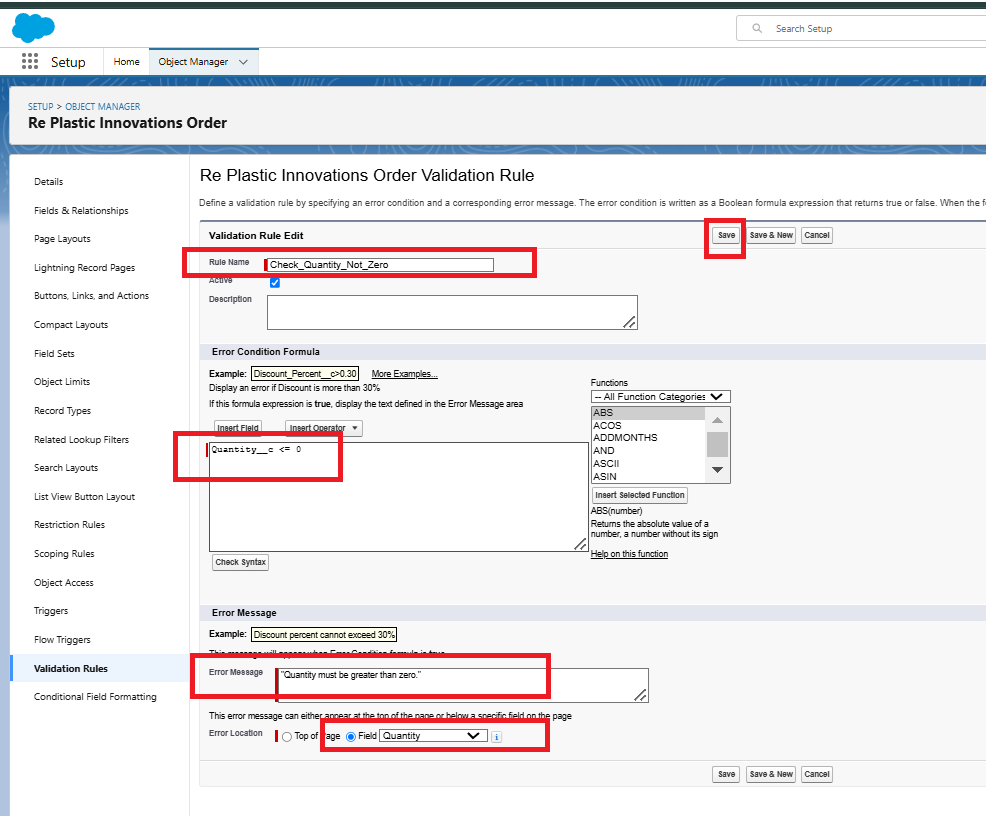 Search Setup
Setup
Home
Object Manager
SETUP > OBJECT MANAGER
Re Plastic Innovations Order
Details
Fields & Relationships
Page Layouts
Lightning Record Pages
Buttons, Links, and Actions
Compact Layouts
Field Sets
Object Limits
Record Types
Related Lookup Filters
Search Layouts
List View Button Layout
Restriction Rules
Scoping Rules
Object Access
Triggers
Flow Triggers
Validation Rules
Conditional Field Formatting
Re Plastic Innovations Order Validation Rule
Define a validation rule by specifying an error condition and a corresponding error message. The error condition is written as a Boolean formula expression that returns true or false. When the
Validation Rule Edit
Save
Save & New
Cancel
Rule Name
Check_Quantity_Not_Zero
Active
Description
Error Condition Formula
Example: Discount_Percent__c>0.30 More Examples...
Display an error if Discount is more than 30%
If this formula expression is true, display the text defined in the Error Message area
Insert Field
Insert Operator
Quantity__c <= 0
Check Syntax
Functions
-- All Function Categories
ABS
ACOS
ADDMONTHS
AND
ASCII
ASIN
Insert Selected Function
ABS(number)
Returns the absolute value of a
number, a number without its sign
Help on this function
Error Message
Example: Discount percent cannot exceed 30%
This message will appear when Error Condition formula is true
Error Message
"Quantity must be greater than zero."
This error message can either appear at the top of the page or below a specific field on the page
Error Location
Top of Page
Field
Quantity
i
Save
Save & New
Cancel